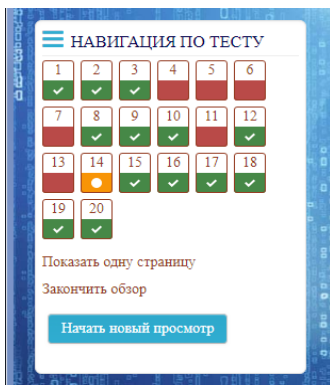 НАВИГАЦИЯ ПО ТЕСТУ
1 2 3 4 5 6
7 8 9 10 11 12
13 14 15 16 17 18
19 20
Показать одну страницу
Закончить обзор
Начать новый просмотр